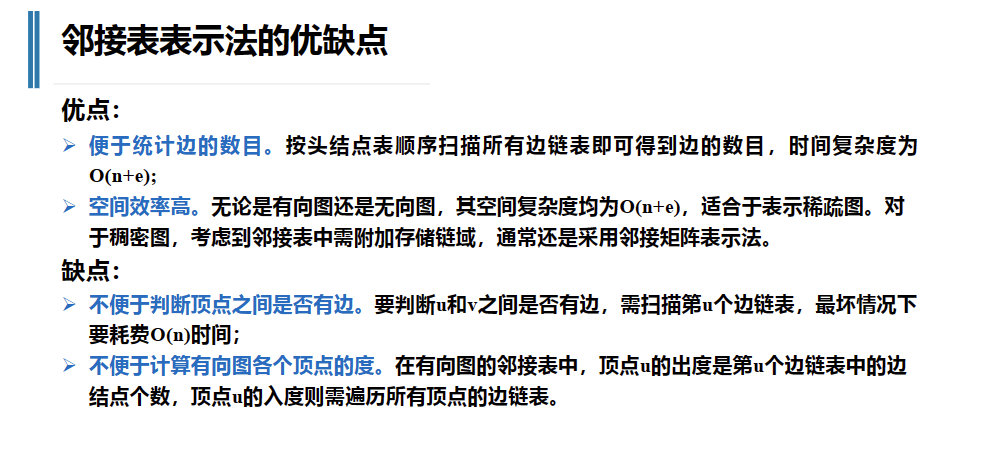 邻接表表示法的优缺点
优点：
➢ 便于统计边的数目。按头结点表顺序扫描所有边链表即可得到边的数目，时间复杂度为
O(n+e);
➢ 空间效率高。无论是有向图还是无向图，其空间复杂度均为O(n+e)，适合于表示稀疏图。对
于稠密图，考虑到邻接表中需附加存储链域，通常还是采用邻接矩阵表示法。
缺点：
➢ 不便于判断顶点之间是否有边。要判断u和v之间是否有边，需扫描第u个边链表，最坏情况下
要耗费O(n)时间；
➢ 不便于计算有向图各个顶点的度。在有向图的邻接表中，顶点u的出度是第u个边链表中的边
结点个数，顶点u的入度则需遍历所有顶点的边链表。